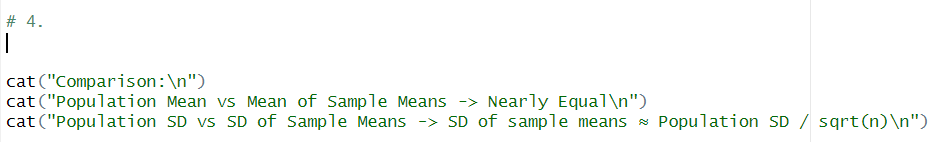 # 4.
cat("Comparison:\n")
cat("Population Mean vs Mean of Sample Means -> Nearly Equal\n")
cat("Population SD vs SD of Sample Means -> SD of sample means ≈ Population SD / sqrt(n)\n")